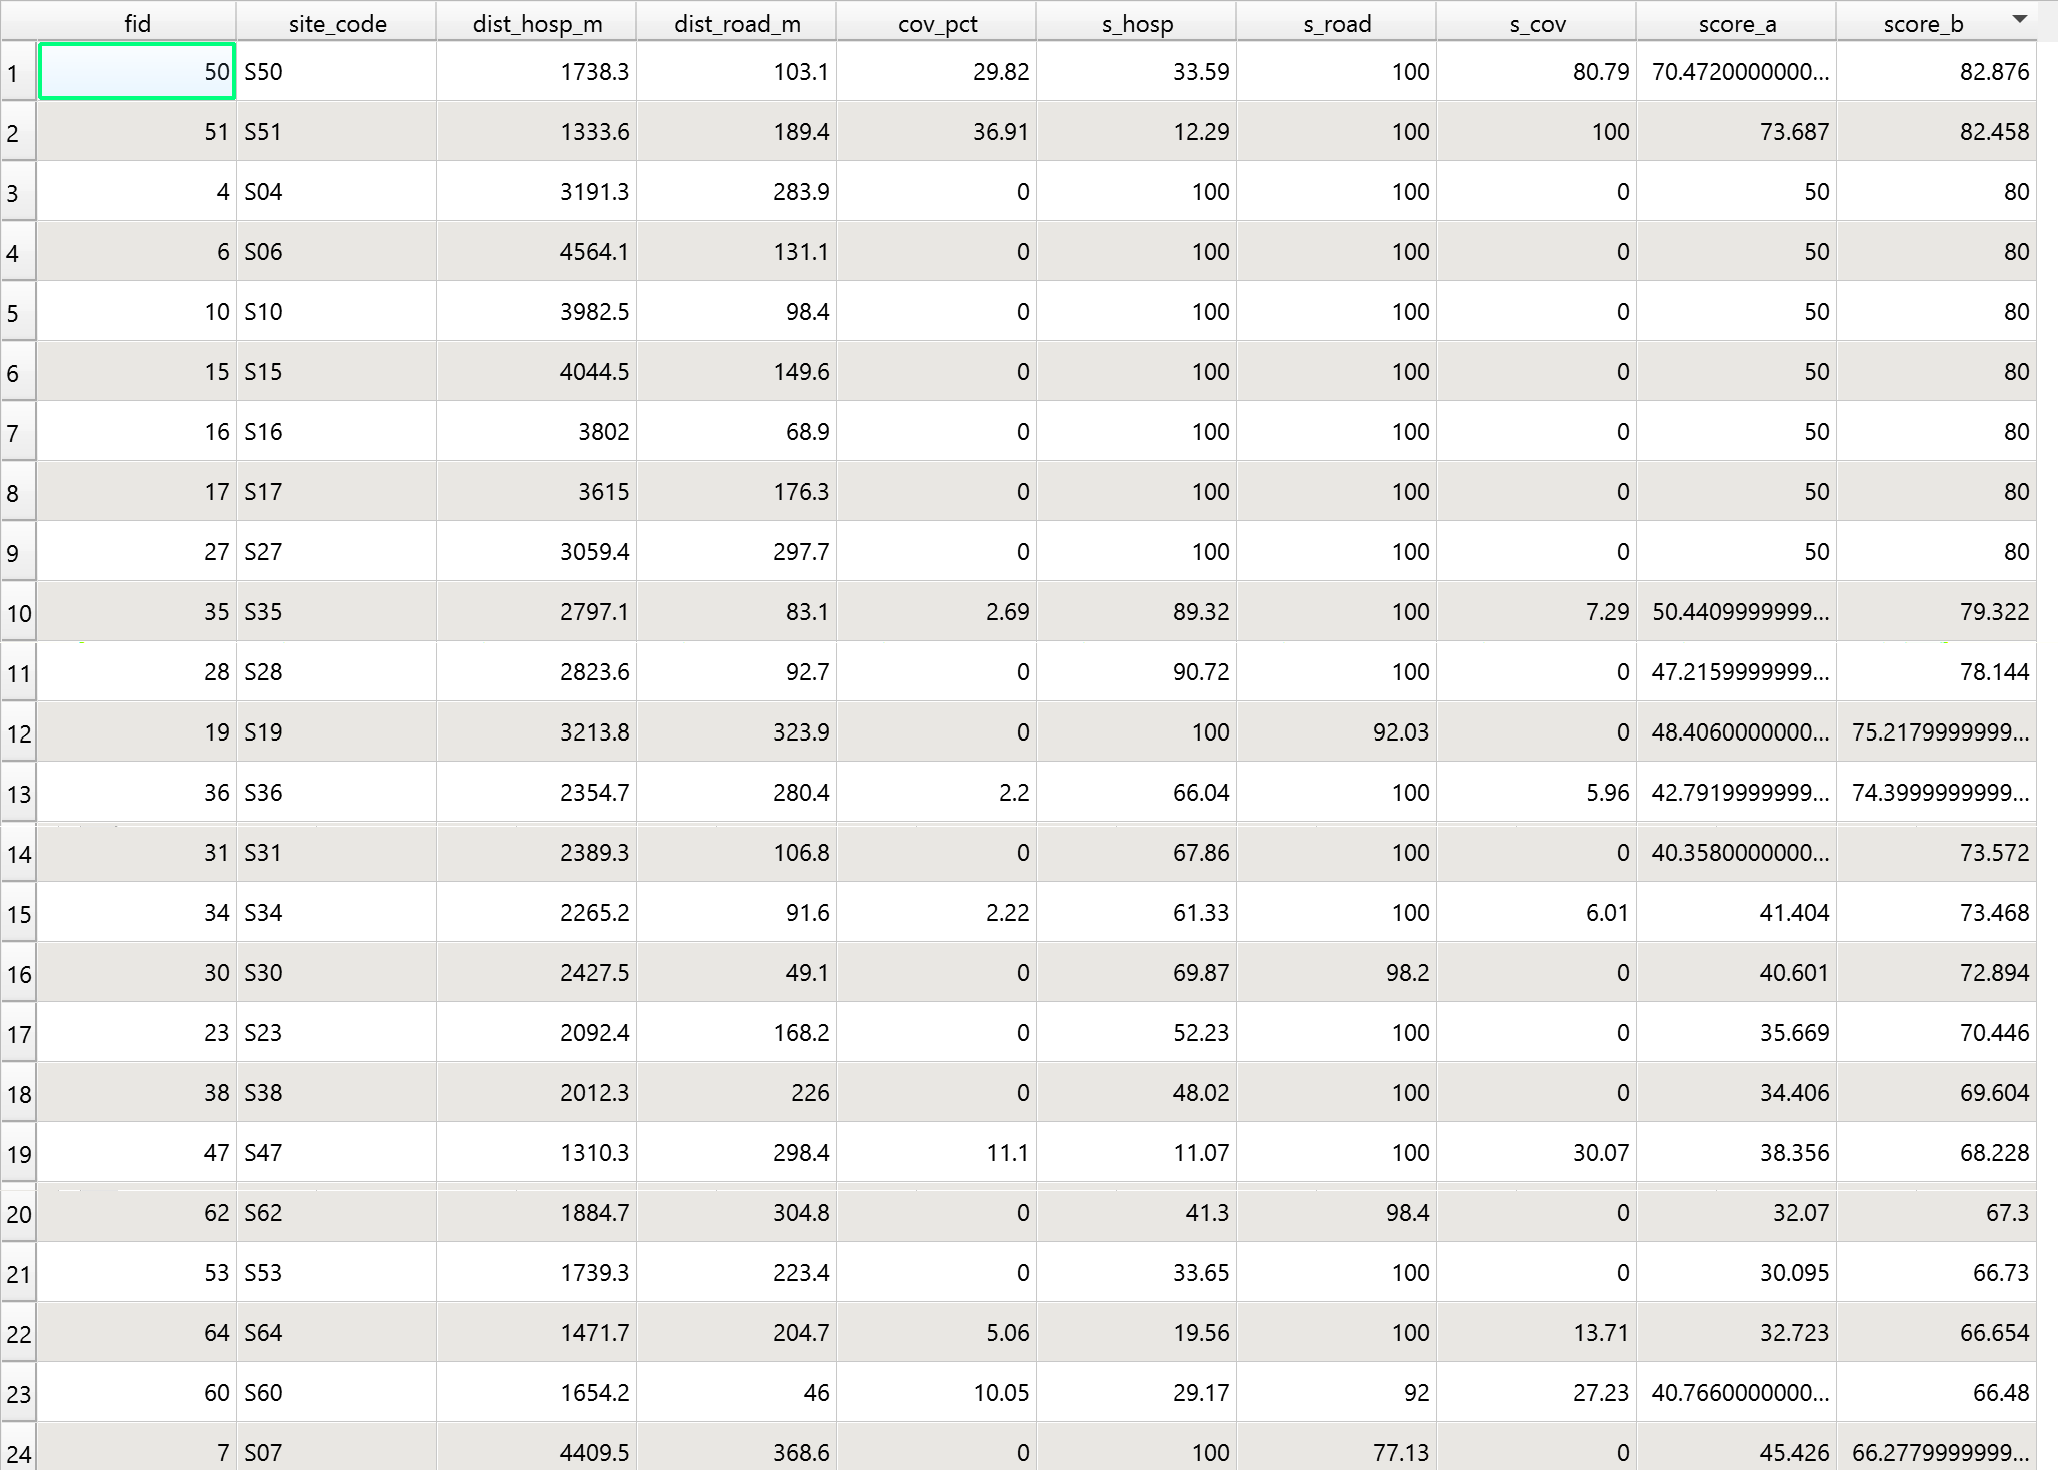 fid site_code dist_hosp_m dist_road_m cov_pct s_hosp s_road s_cov score_a score_b
1 50 S50 1738.3 103.1 29.82 33.59 100 80.79 70.4720000000... 82.876
2 51 S51 1333.6 189.4 36.91 12.29 100 100 73.687 82.458
3 4 S04 3191.3 283.9 0 100 100 0 50 80
4 6 S06 4564.1 131.1 0 100 100 0 50 80
5 10 S10 3982.5 98.4 0 100 100 0 50 80
6 15 S15 4044.5 149.6 0 100 100 0 50 80
7 16 S16 3802 68.9 0 100 100 0 50 80
8 17 S17 3615 176.3 0 100 100 0 50 80
9 27 S27 3059.4 297.7 0 100 100 0 50 80
10 35 S35 2797.1 83.1 2.69 89.32 100 7.29 50.4409999999... 79.322
11 28 S28 2823.6 92.7 0 90.72 100 0 47.2159999999... 78.144
12 19 S19 3213.8 323.9 0 100 92.03 0 48.4060000000... 75.2179999999...
13 36 S36 2354.7 280.4 2.2 66.04 100 5.96 42.7919999999... 74.3999999999...
14 31 S31 2389.3 106.8 0 67.86 100 0 40.3580000000... 73.572
15 34 S34 2265.2 91.6 2.22 61.33 100 6.01 41.404 73.468
16 30 S30 2427.5 49.1 0 69.87 98.2 0 40.601 72.894
17 23 S23 2092.4 168.2 0 52.23 100 0 35.669 70.446
18 38 S38 2012.3 226 0 48.02 100 0 34.406 69.604
19 47 S47 1310.3 298.4 11.1 11.07 100 30.07 38.356 68.228
20 62 S62 1884.7 304.8 0 41.3 98.4 0 32.07 67.3
21 53 S53 1739.3 223.4 0 33.65 100 0 30.095 66.73
22 64 S64 1471.7 204.7 5.06 19.56 100 13.71 32.723 66.654
23 60 S60 1654.2 46 10.05 29.17 92 27.23 40.7660000000... 66.48
24 7 S07 4409.5 368.6 0 100 77.13 0 45.426 66.2779999999...